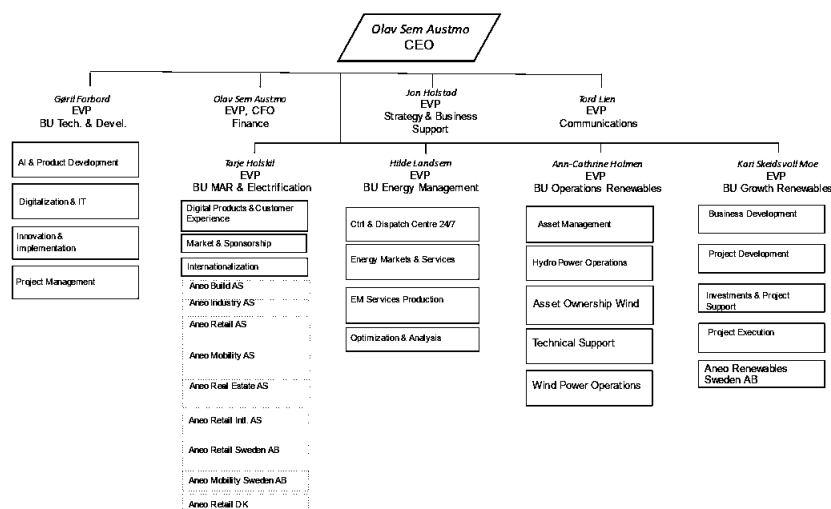 Olav Sem Austmo
CEO
Gøril Forbord
EVP
BU Tech. & Devel.
Olav Sem Austmo
EVP, CFO
Finance
Jon Holstad
EVP
Strategy & Business
Support
Tord Lien
EVP
Communications
AI & Product Development
Digitalization & IT
Innovation &
implementation
Project Management
Tarje Holskil
EVP
BU MAR & Electrification
Digital Products & Customer
Experience
Market & Sponsorship
Internationalization
Aneo Build AS
Aneo Industry AS
Aneo Retail AS
Aneo Mobility AS
Aneo Real Estate AS
Aneo Retail Intl. AS
Aneo Retail Sweden AB
Aneo Mobility Sweden AB
Aneo Retail DK
Hilde Landsem
EVP
BU Energy Management
Ctrl & Dispatch Centre 24/7
Energy Markets & Services
EM Services Production
Optimization & Analysis
Ann-Cathrine Holmen
EVP
BU Operations Renewables
Asset Management
Hydro Power Operations
Asset Ownership Wind
Technical Support
Wind Power Operations
Kari Skeidsvoll Moe
EVP
BU Growth Renewables
Business Development
Project Development
Investments & Project
Support
Project Execution
Aneo Renewables
Sweden AB